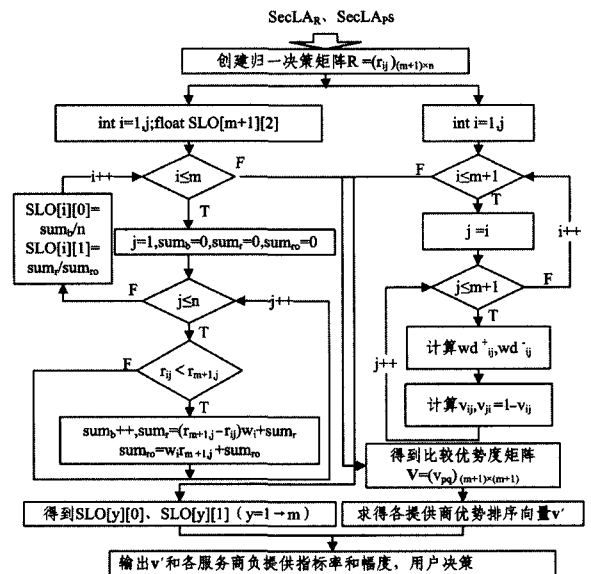 SecLA_R、SecLA_Ps
创建归一决策矩阵R =(r_ij)_(m+1)×n
int i=1,j;float SLO[m+1][2]
int i=1,j
i++
i≤m
F
F
i≤m+1
T
T
SLO[i][0]=
sum_b/n
SLO[i][1]=
sum_r/sum_ro
j=1,sum_b=0,sum_r=0,sum_ro=0
j =i
i++
F
j≤n
j++
j≤m+1
F
T
T
F
r_ij < r_m+1,j
j++
计算wd⁺_ij,wd⁻_ij
T
计算v_ij,v_ji=1-v_ij
sum_b++,sum_r=(r_m+1,j-r_ij)w_i+sum_r
sum_ro=w_i r_m+1,j+sum_ro
得到比较优势度矩阵
V=(v_pq)_(m+1)×(m+1)
得到SLO[y][0]、SLO[y][1]（y=1→m）
求得各提供商优势排序向量v′
输出v′和各服务商负提供指标率和幅度，用户决策